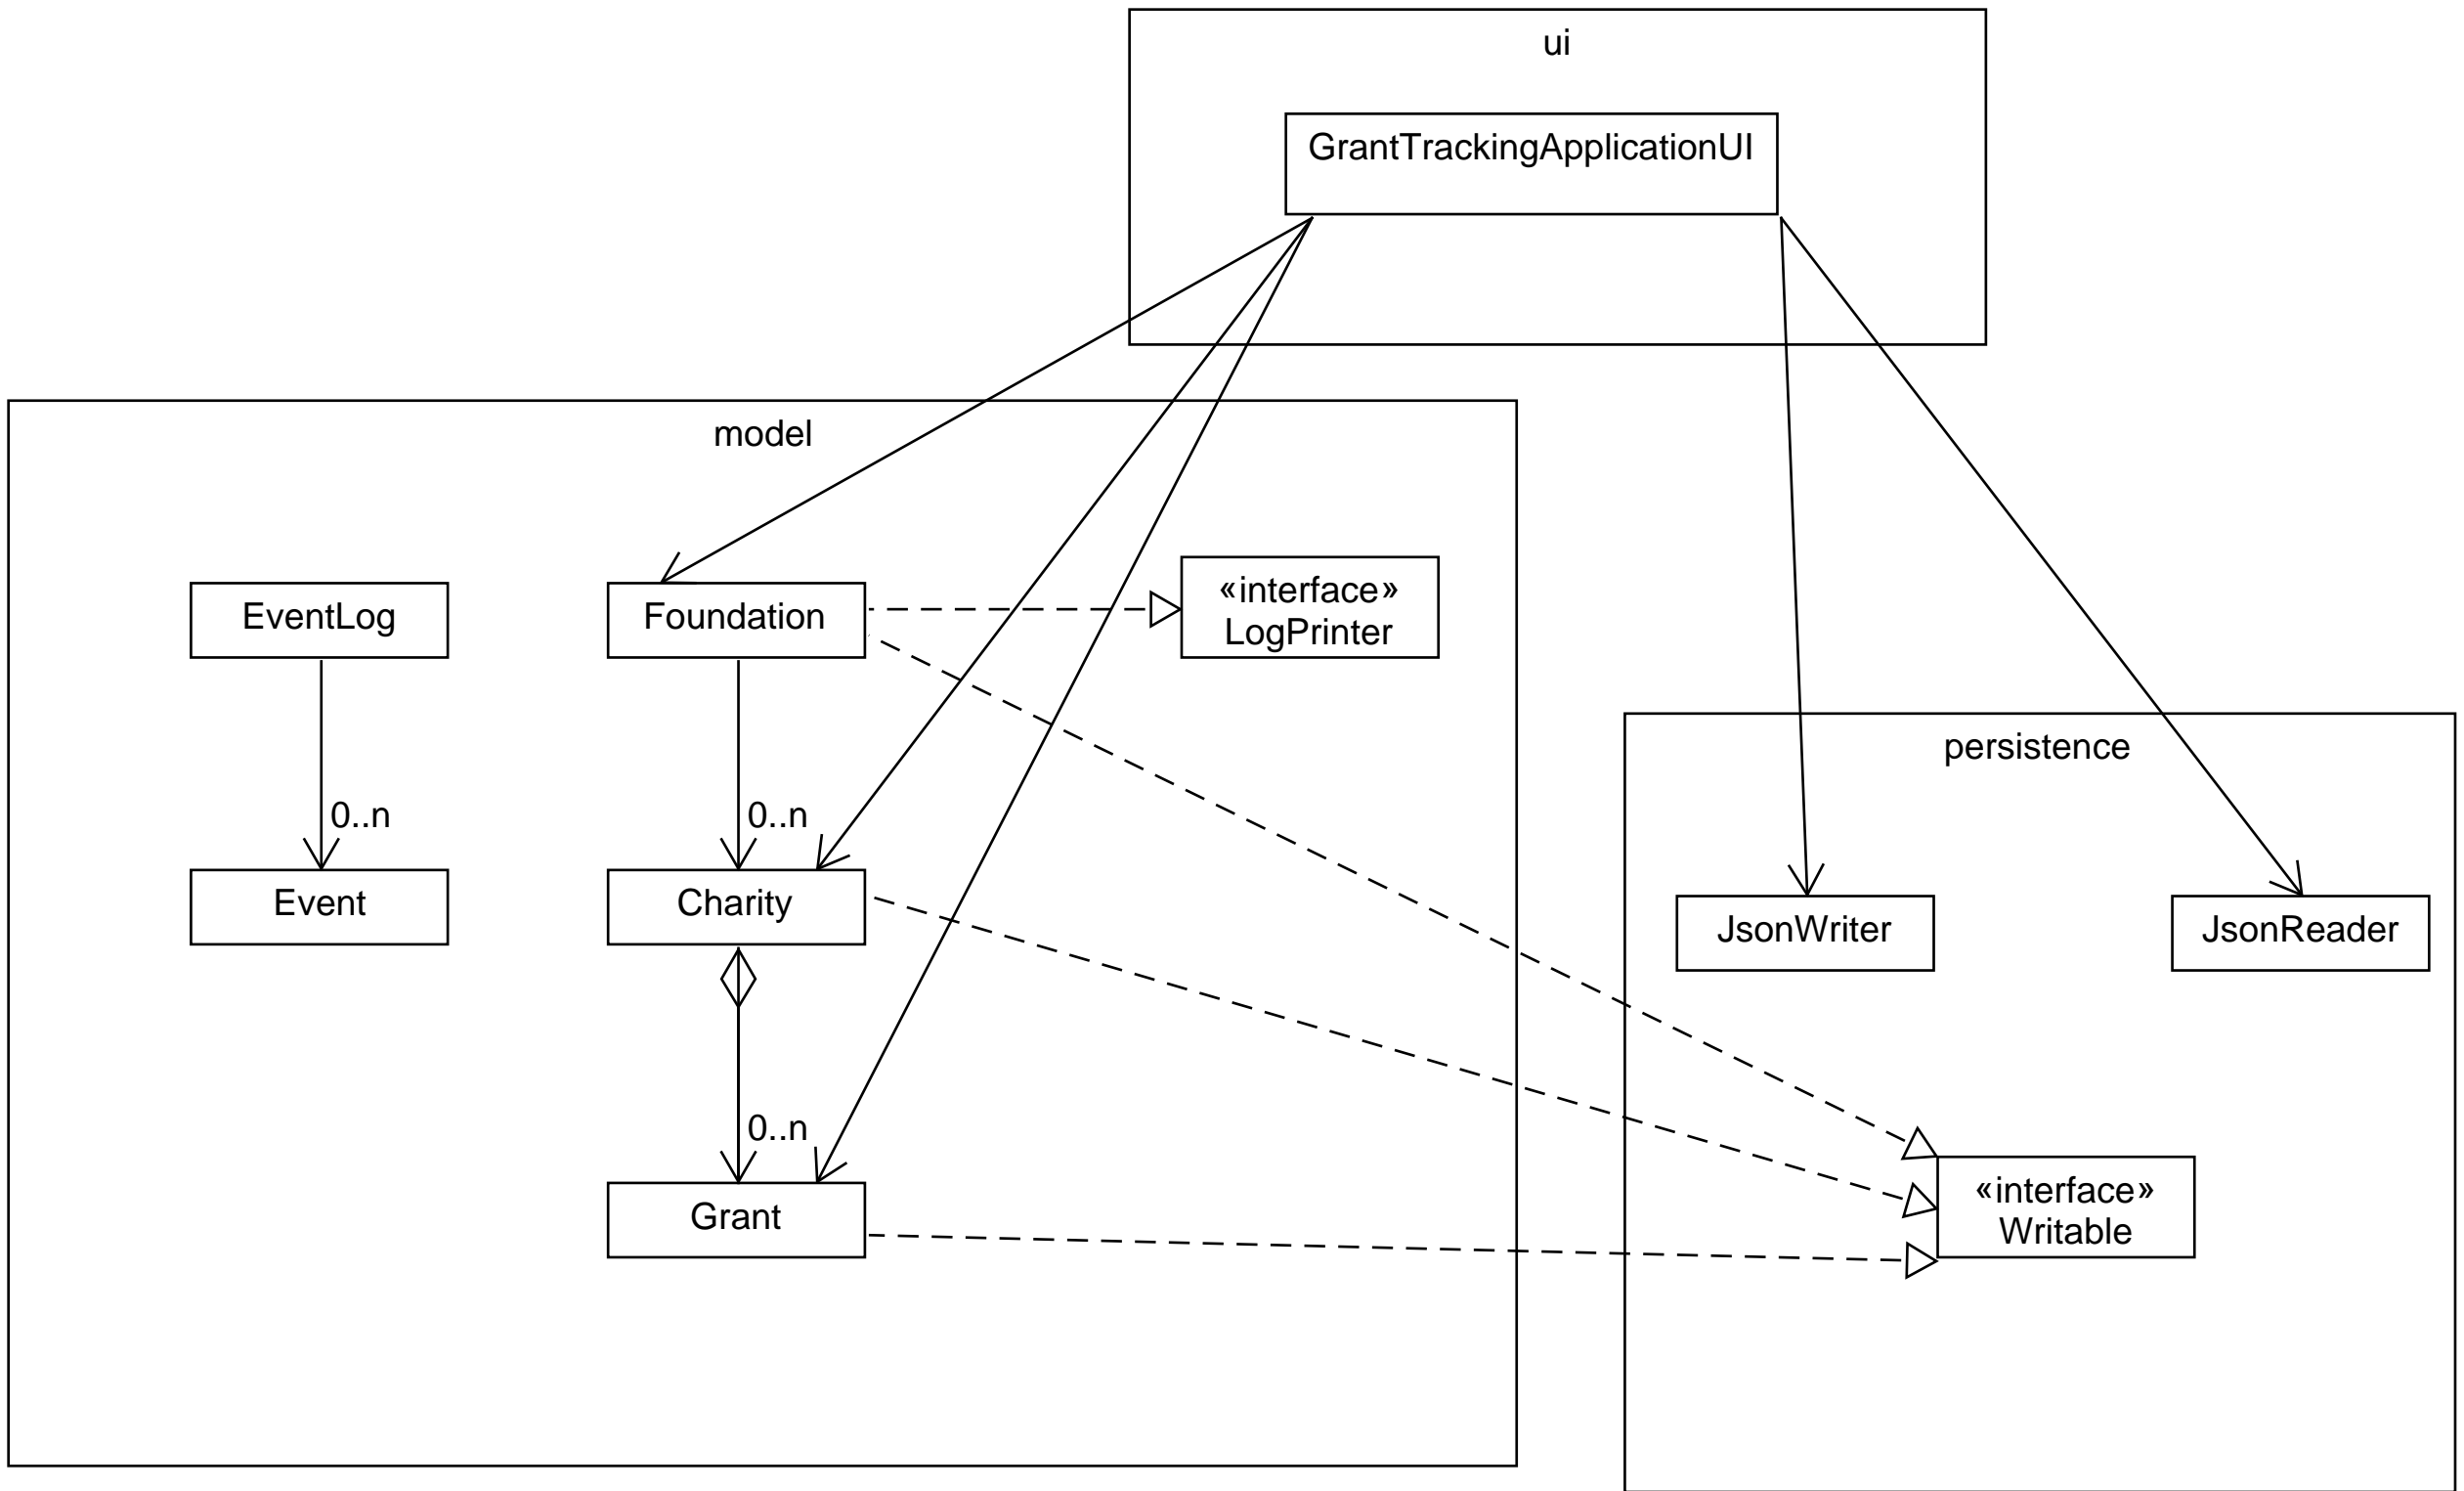 ui
GrantTrackingApplicationUI
model
EventLog
Foundation
«interface»
LogPrinter
persistence
0..n
0..n
Event
Charity
JsonWriter
JsonReader
0..n
Grant
«interface»
Writable